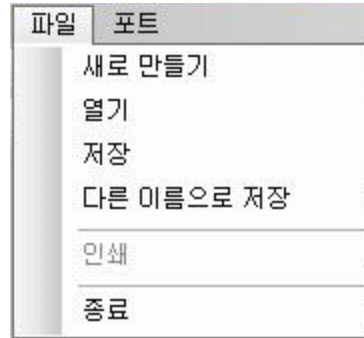 파일 포트
새로 만들기
열기
저장
다른 이름으로 저장
인쇄
종료